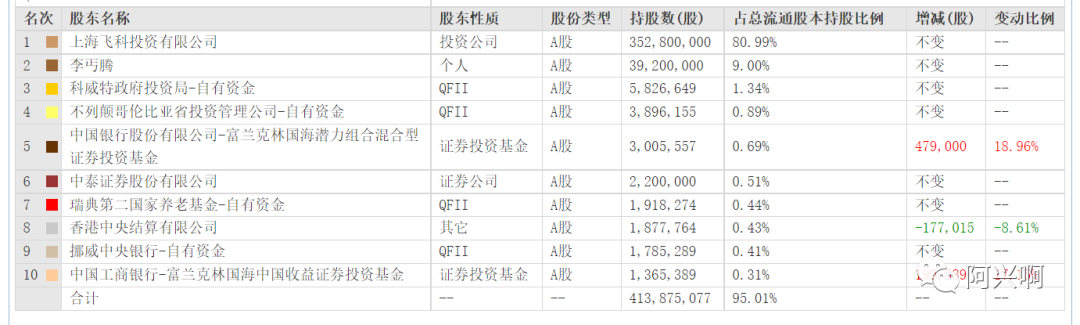 名次 股东名称 股东性质 股份类型 持股数(股) 占总流通股本持股比例 增减(股) 变动比例
1 上海飞科投资有限公司 投资公司 A股 352,800,000 80.99% 不变 --
2 李丐腾 个人 A股 39,200,000 9.00% 不变 --
3 科威特政府投资局-自有资金 QFII A股 5,826,649 1.34% 不变 --
4 不列颠哥伦比亚省投资管理公司-自有资金 QFII A股 3,896,155 0.89% 不变 --
5 中国银行股份有限公司-富兰克林国海潜力组合混合型 证券投资基金 A股 3,005,557 0.69% 479,000 18.96%
证券投资基金
6 中泰证券股份有限公司 证券公司 A股 2,200,000 0.51% 不变 --
7 瑞典第二国家养老基金-自有资金 QFII A股 1,918,274 0.44% 不变 --
8 香港中央结算有限公司 其它 A股 1,877,764 0.43% -177,015 -8.61%
9 挪威中央银行-自有资金 QFII A股 1,785,289 0.41% 不变 --
10 中国工商银行-富兰克林国海中国收益证券投资基金 证券投资基金 A股 1,365,389 0.31%
阿兴啊
合计 -- -- 413,875,077 95.01% -- --